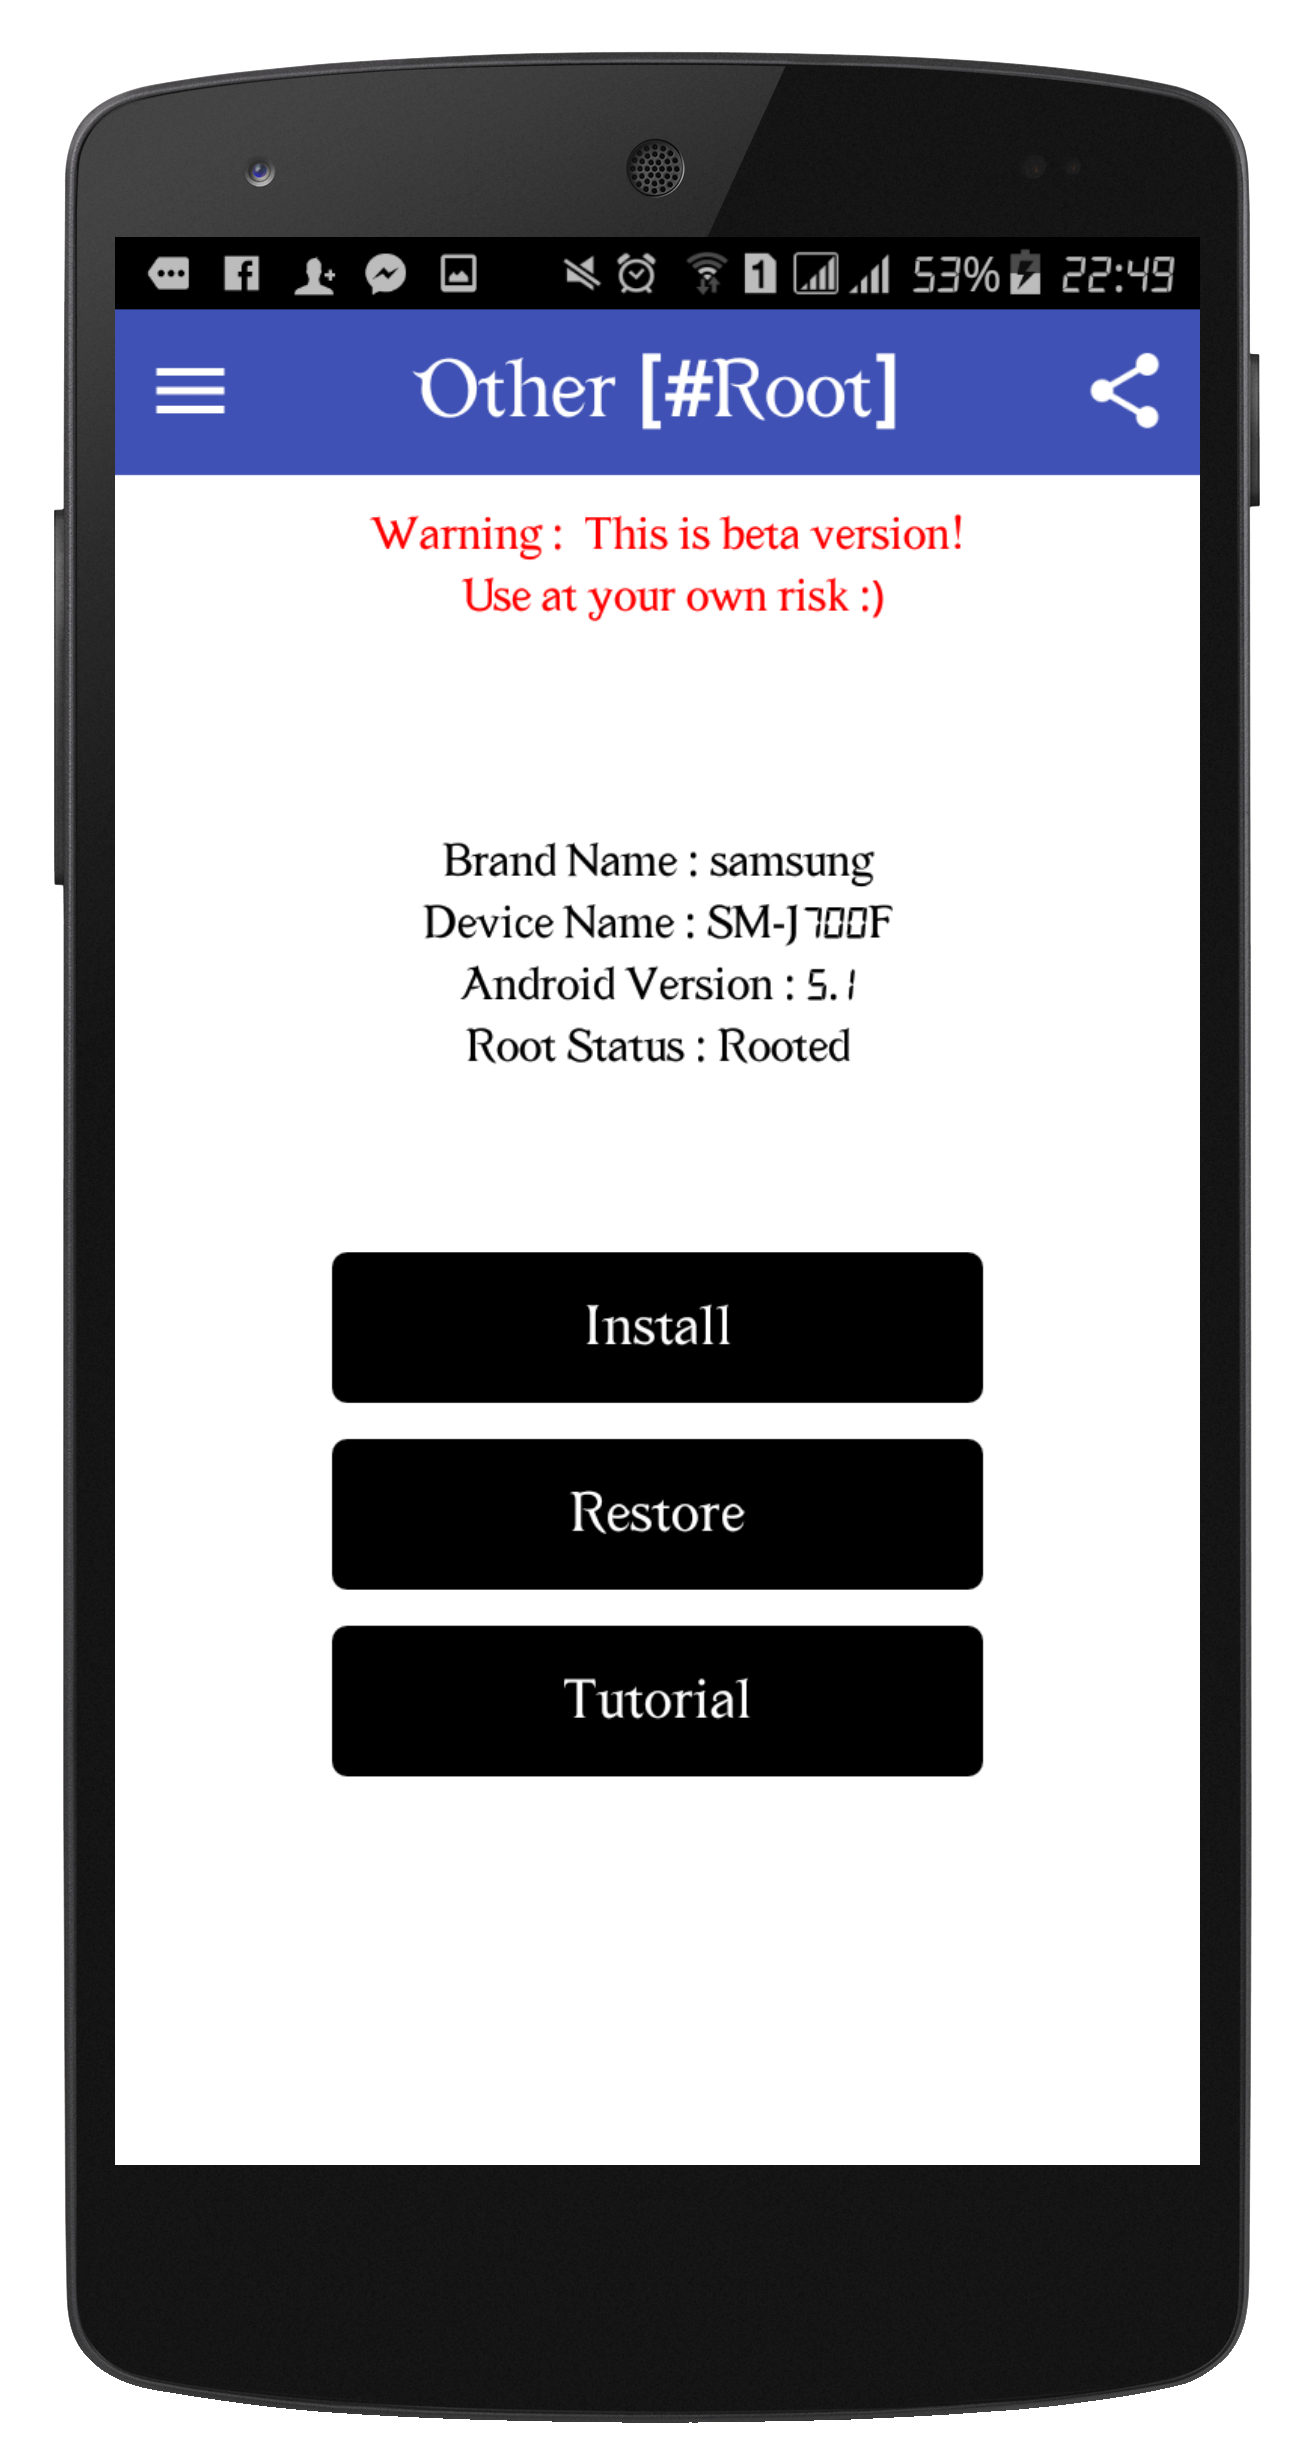 1 53% 22:49
Other [#Root]
Warning : This is beta version!
Use at your own risk :)
Brand Name : samsung
Device Name : SM-J700F
Android Version : 5.1
Root Status : Rooted
Install
Restore
Tutorial